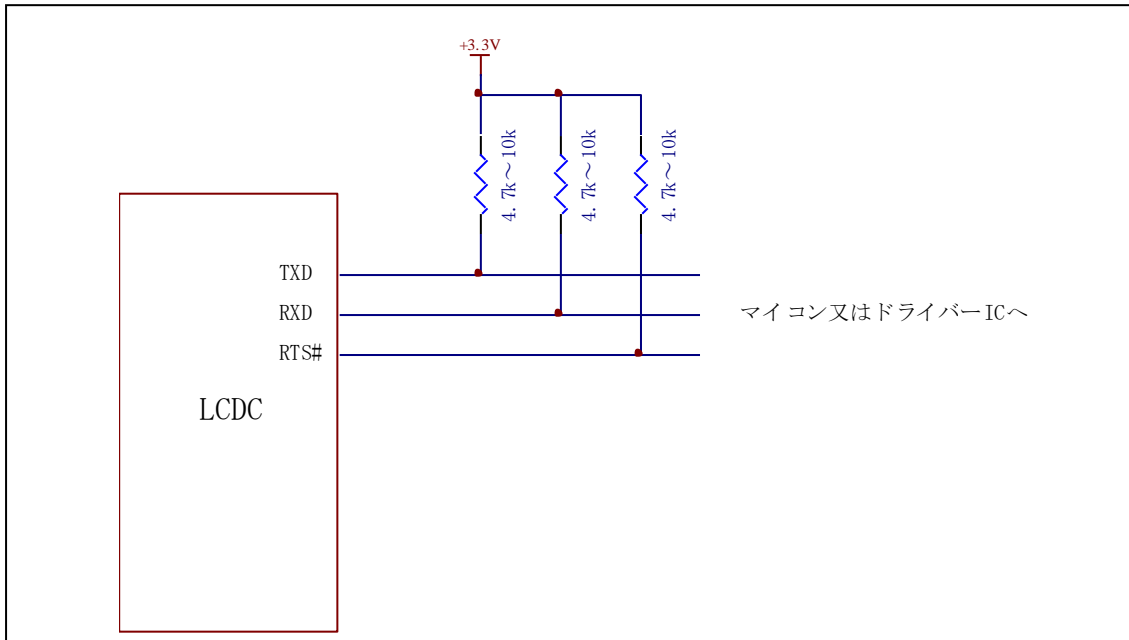 +3.3V
4.7k～10k
4.7k～10k
4.7k～10k
TXD
RXD
RTS#
マイコン又はドライバーICへ
LCDC